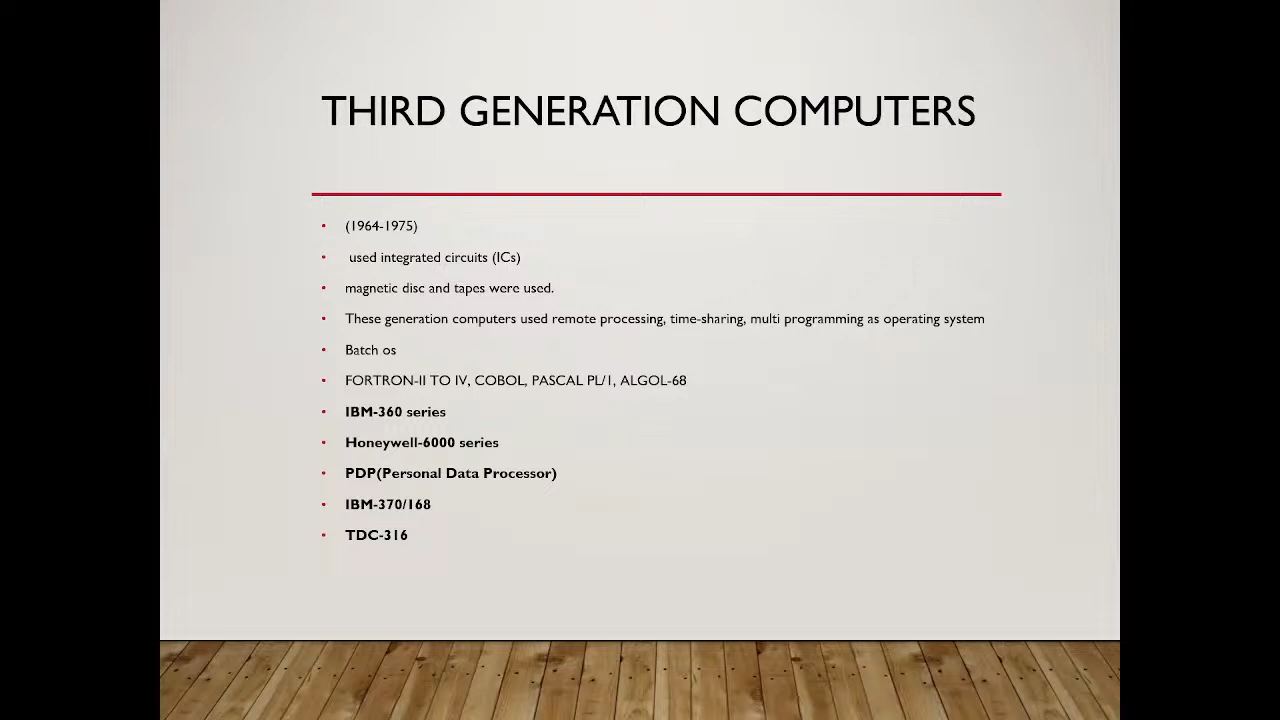 THIRD GENERATION COMPUTERS
• (1964-1975)
• used integrated circuits (ICs)
• magnetic disc and tapes were used.
• These generation computers used remote processing, time-sharing, multi programming as operating system
• Batch os
• FORTRON-II TO IV, COBOL, PASCAL PL/1, ALGOL-68
• IBM-360 series
• Honeywell-6000 series
• PDP(Personal Data Processor)
• IBM-370/168
• TDC-316